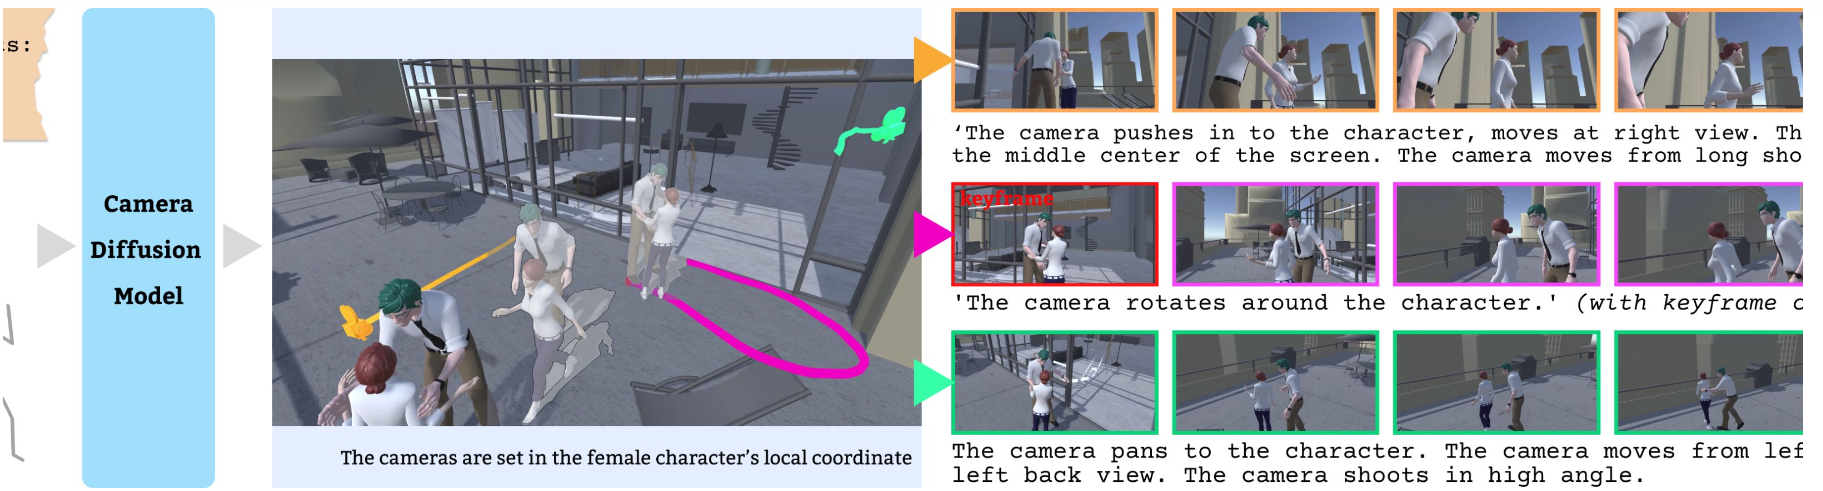 s:
Camera
Diffusion
Model
The cameras are set in the female character's local coordinate
‘The camera pushes in to the character, moves at right view. Th
the middle center of the screen. The camera moves from long sho
keyframe
'The camera rotates around the character.' (with keyframe c
The camera pans to the character. The camera moves from lef
left back view. The camera shoots in high angle.